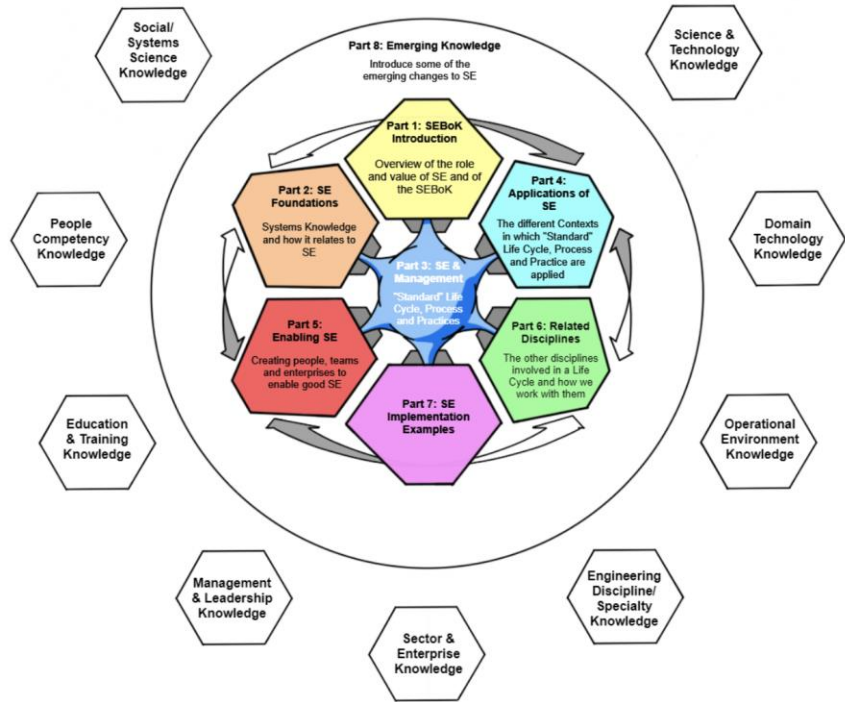 Social/
Systems
Science
Knowledge
Part 8: Emerging Knowledge
Introduce some of the
emerging changes to SE
Science &
Technology
Knowledge
Part 1: SEBoK
Introduction
Overview of the role
and value of SE and of
the SEBoK
Part 2: SE
Foundations
Systems Knowledge
and how it relates to
SE
Part 4:
Applications of
SE
The different Contexts
in which "Standard"
Life Cycle, Process
and Practice are
applied
People
Competency
Knowledge
Domain
Technology
Knowledge
Part 3: SE &
Management
"Standard" Life
Cycle, Process
and Practices
Part 5:
Enabling SE
Creating people, teams
and enterprises to
enable good SE
Part 6: Related
Disciplines
The other disciplines
involved in a Life
Cycle and how we
work with them
Part 7: SE
Implementation
Examples
Education
& Training
Knowledge
Operational
Environment
Knowledge
Management
& Leadership
Knowledge
Engineering
Discipline/
Specialty
Knowledge
Sector &
Enterprise
Knowledge